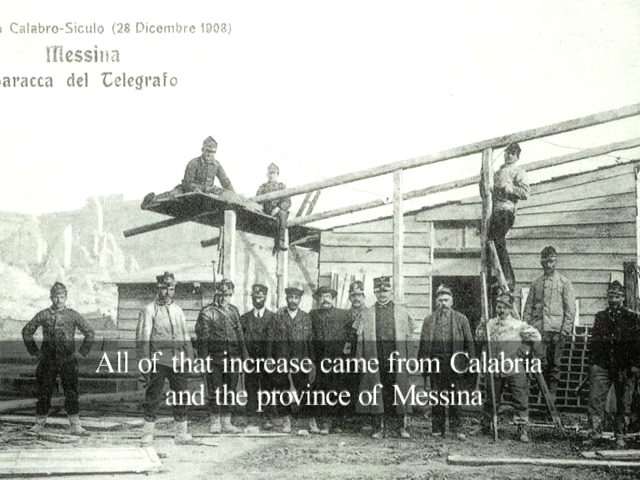 Calabro-Siculo (28 Dicembre 1908)
Messina
Baracca del Telegrafo
All of that increase came from Calabria
and the province of Messina